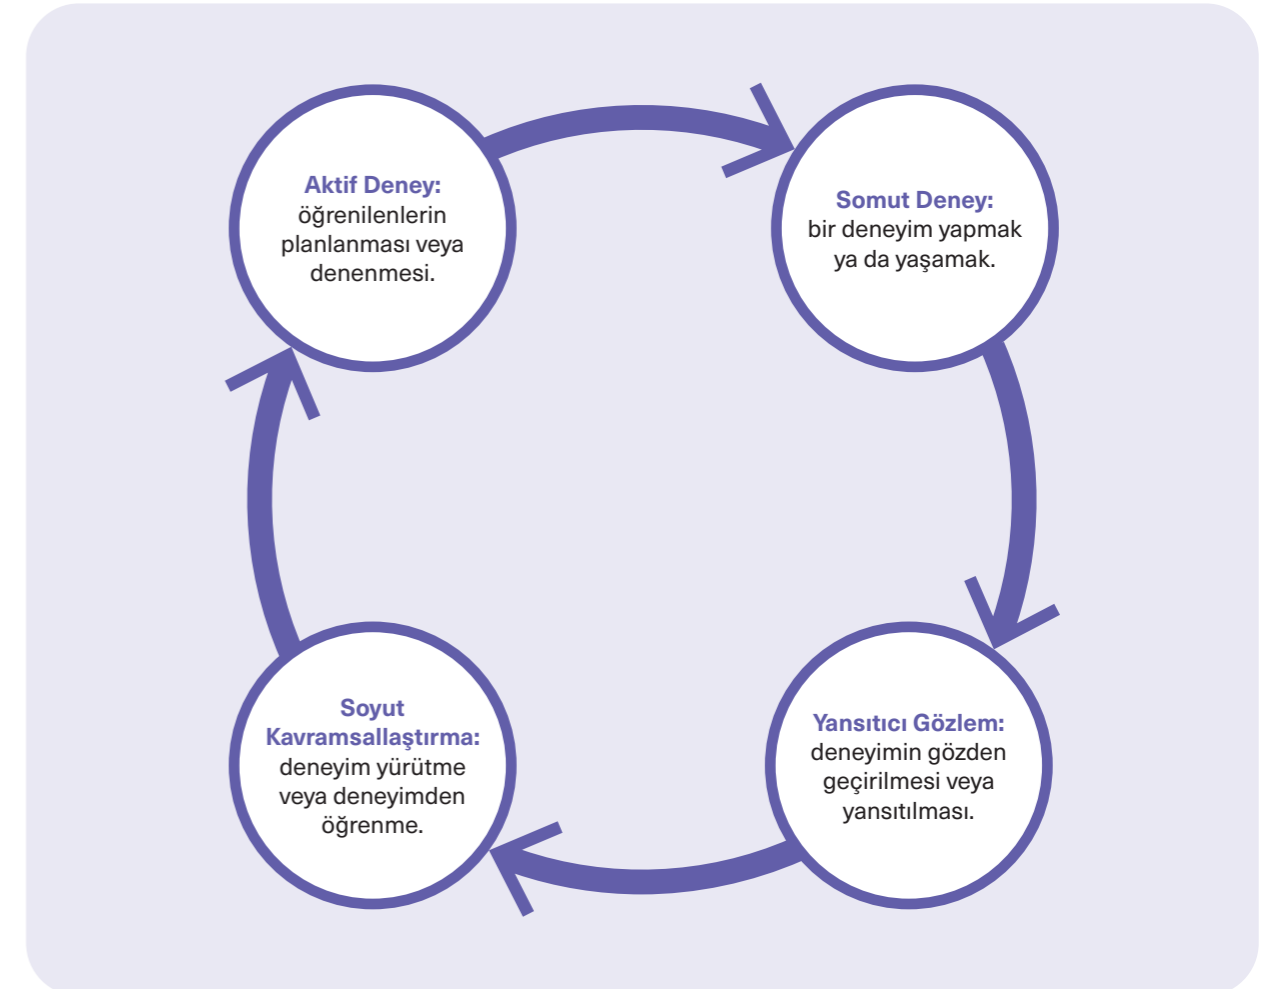 Aktif Deney:
öğrenilenlerin
planlanması veya
denenmesi.
Somut Deney:
bir deneyim yapmak
ya da yaşamak.
Soyut
Kavramsallaştırma:
deneyim yürütme
veya deneyimden
öğrenme.
Yansıtıcı Gözlem:
deneyimin gözden
geçirilmesi veya
yansıtılması.